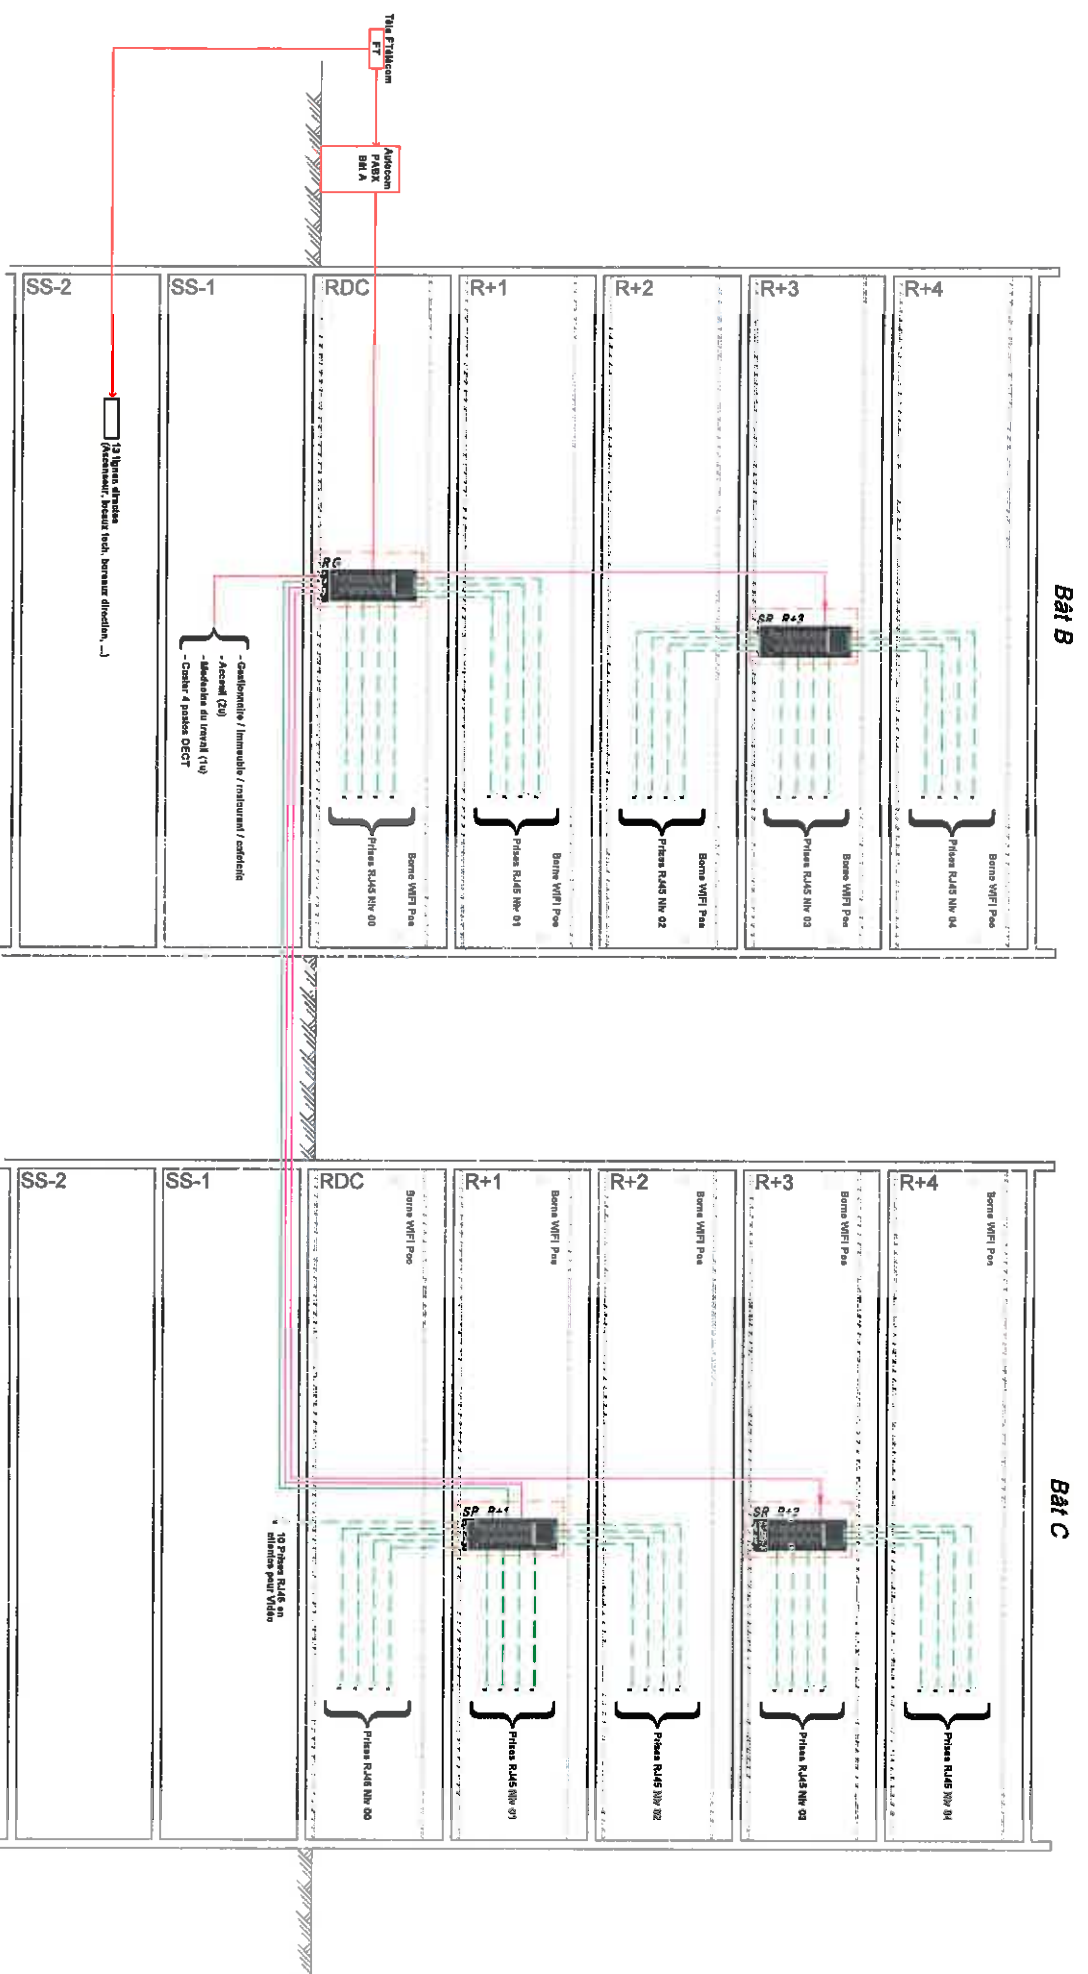 Bât B
Bât C
Tête FTélécom
FT
Autocom
PABX
Bât A
R+4
Borne WIFI Poe
Prises RJ45 Niv 04
R+3
SR R+3
Borne WIFI Poe
Prises RJ45 Niv 03
R+2
Borne WIFI Poe
Prises RJ45 Niv 02
R+1
Borne WIFI Poe
Prises RJ45 Niv 01
RDC
Borne WIFI Poe
Prises RJ45 Niv 00
SS-1
- Gestionnaire / Immeuble / restaurant / cafeteria
- Accueil (2u)
- Medecine du travail (1u)
- Coster 4 postes DECT
SS-2
13 lignes directes
(Ascenseur, locaux tech. bureaux direction, ...)
R+4
Borne WIFI Poe
Prises RJ45 Niv 04
R+3
Borne WIFI Poe
SR R+3
Prises RJ45 Niv 03
R+2
Borne WIFI Poe
Prises RJ45 Niv 02
R+1
Borne WIFI Poe
SR R+1
Prises RJ45 Niv 01
RDC
Borne WIFI Poe
Prises RJ45 Niv 00
SS-1
10 Prises RJ45 en
attentes pour Vidéo
SS-2